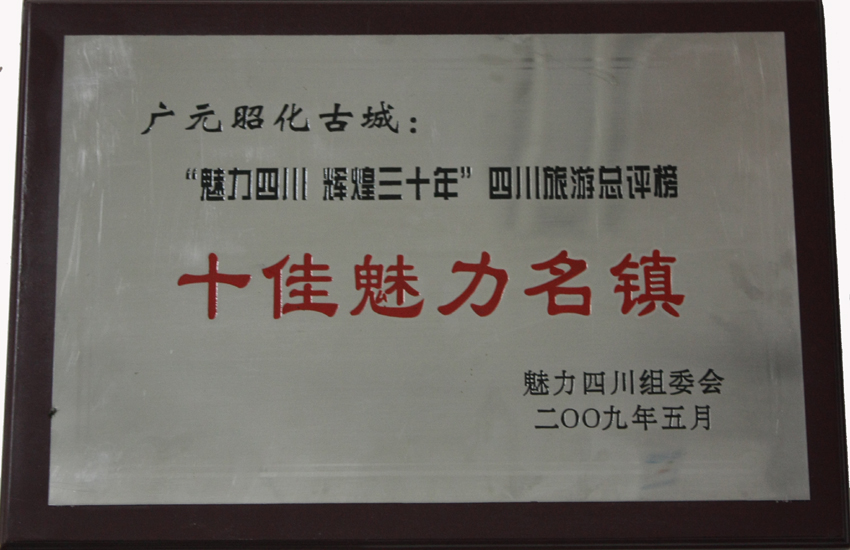 广元昭化古城：
“魅力四川 辉煌三十年”四川旅游总评榜
十佳魅力名镇
魅力四川组委会
二〇〇九年五月